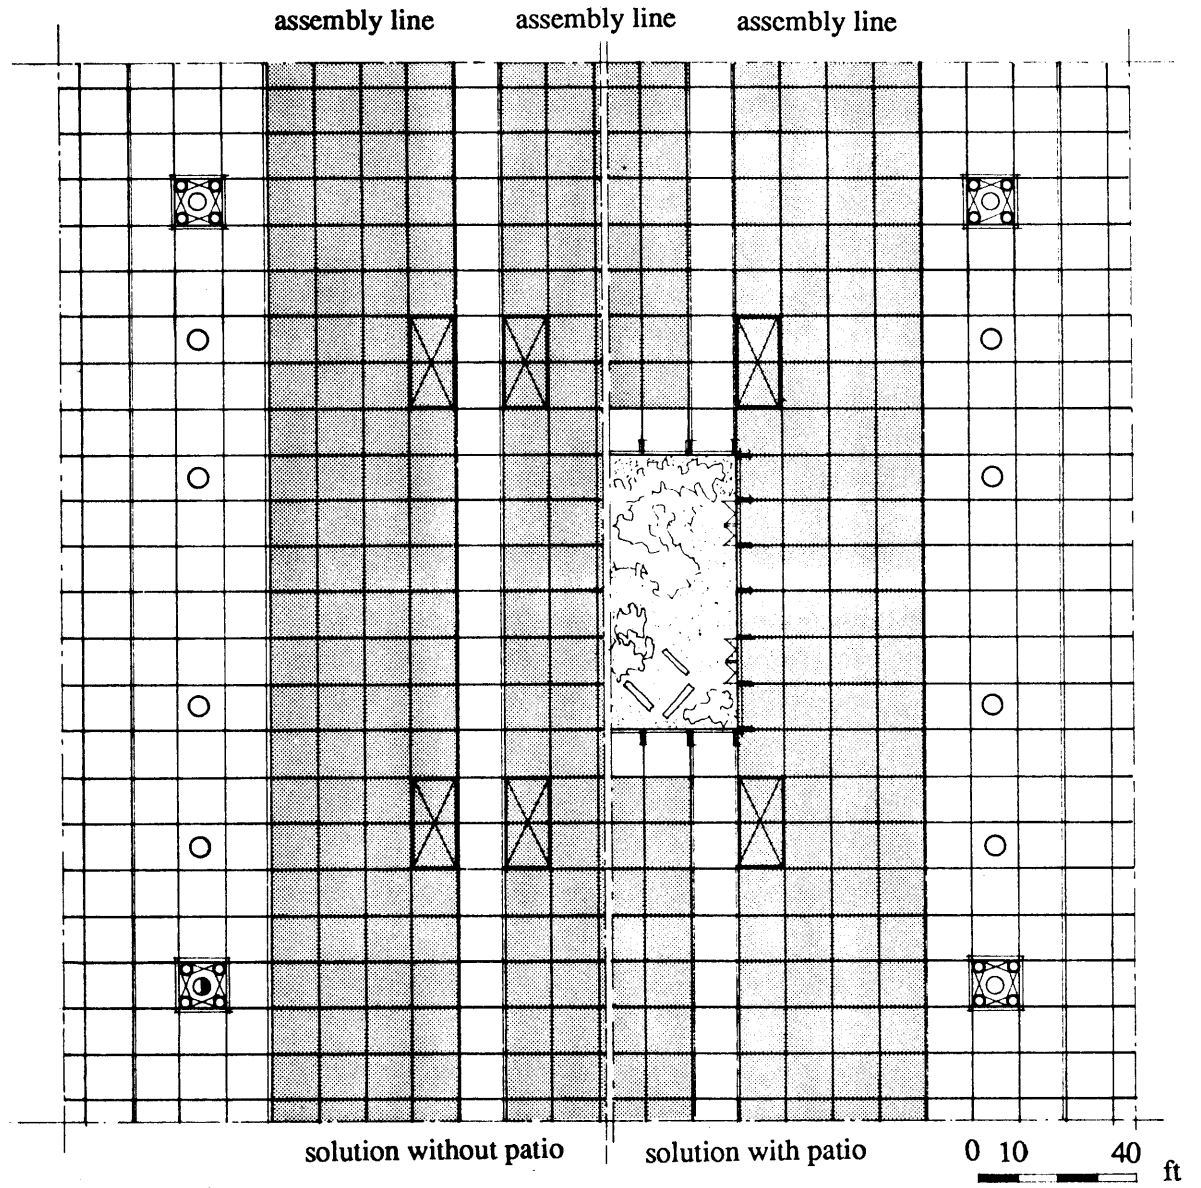 assembly line assembly line assembly line
solution without patio solution with patio 0 10 40
ft